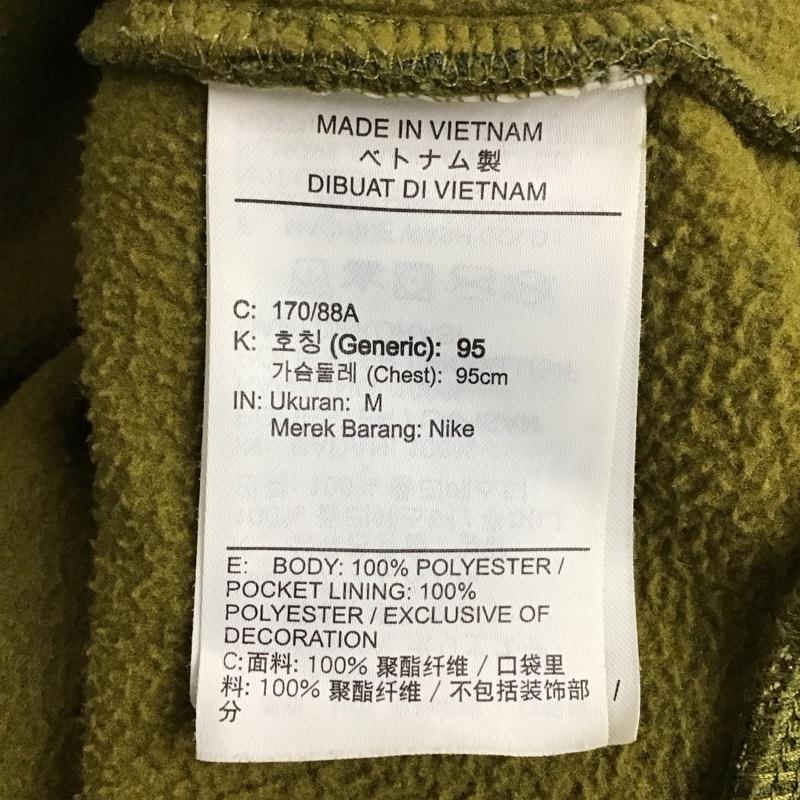 MADE IN VIETNAM
ベトナム製
DIBUAT DI VIETNAM
C: 170/88A
K: 호칭 (Generic): 95
가슴둘레 (Chest): 95cm
IN: Ukuran: M
Merek Barang: Nike
E: BODY: 100% POLYESTER /
POCKET LINING: 100%
POLYESTER / EXCLUSIVE OF
DECORATION
C:面料: 100% 聚酯纤维 / 口袋里
料: 100% 聚酯纤维 / 不包括装饰部 /
分